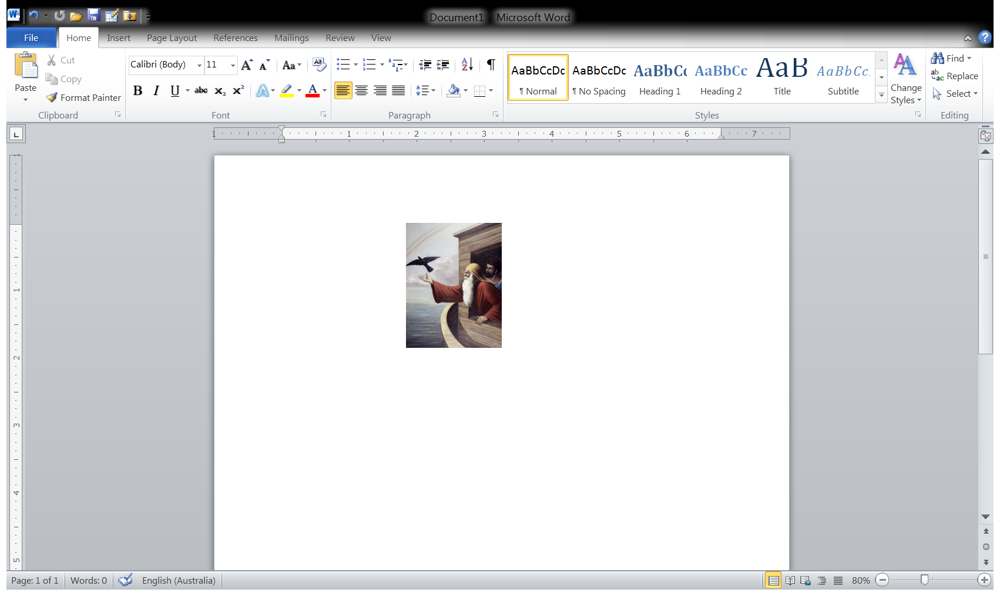 Document1 - Microsoft Word
File Home Insert Page Layout References Mailings Review View
Paste
Cut
Copy
Format Painter
Clipboard
Calibri (Body) 11
B I U abc x₂ x² A A
Font
Paragraph
AaBbCcDc AaBbCcDc AaBbCc AaBbCc AaB AaBbCc.
¶ Normal ¶ No Spacing Heading 1 Heading 2 Title Subtitle
Change
Styles
Styles
Find
Replace
Select
Editing
1 1 2 3 4 5 6 7
1
1
2
3
4
5
Page: 1 of 1 Words: 0 English (Australia) 80%